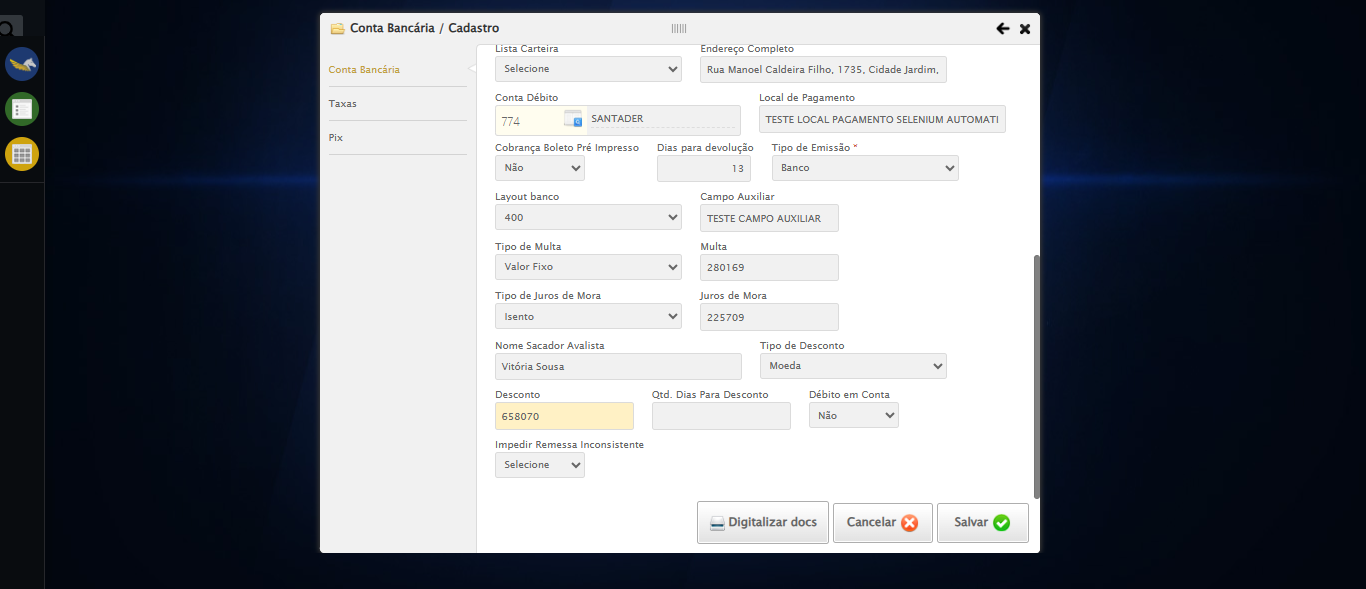 Conta Bancária / Cadastro
Conta Bancária
Taxas
Pix
Lista Carteira
Endereço Completo
Selecione
Rua Manoel Caldeira Filho, 1735, Cidade Jardim,
Conta Débito
Local de Pagamento
774
SANTADER
TESTE LOCAL PAGAMENTO SELENIUM AUTOMATI
Cobrança Boleto Pré Impresso
Dias para devolução
Tipo de Emissão *
Não
13
Banco
Layout banco
Campo Auxiliar
400
TESTE CAMPO AUXILIAR
Tipo de Multa
Multa
Valor Fixo
280169
Tipo de Juros de Mora
Juros de Mora
Isento
225709
Nome Sacador Avalista
Tipo de Desconto
Vitória Sousa
Moeda
Desconto
Qtd. Dias Para Desconto
Débito em Conta
658070
Não
Impedir Remessa Inconsistente
Selecione
Digitalizar docs
Cancelar
Salvar